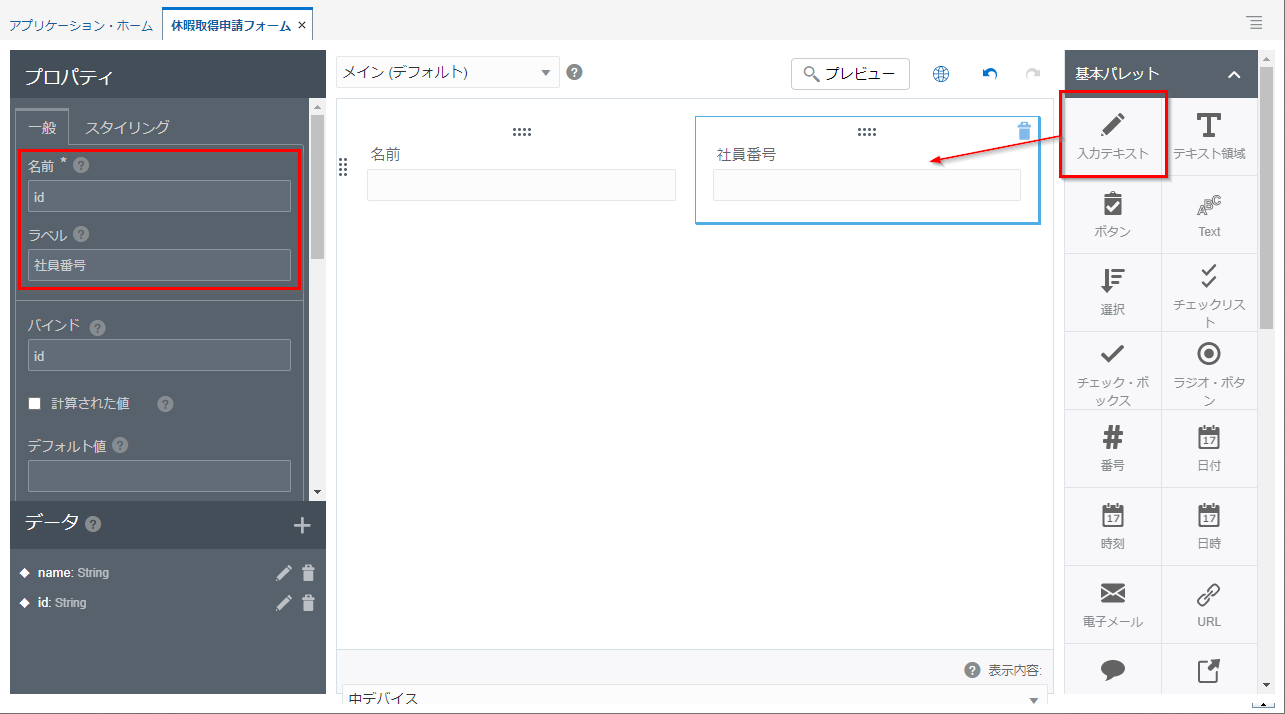 アプリケーション・ホーム
休暇取得申請フォーム ×
プロパティ
一般
スタイリング
名前 * ?
id
ラベル ?
社員番号
バインド ?
id
計算された値 ?
デフォルト値 ?
データ ?
name: String
id: String
メイン (デフォルト) ?
プレビュー
名前
社員番号
? 表示内容:
中デバイス
基本パレット
入力テキスト
テキスト領域
ボタン
ABC
Text
選択
チェックリス
ト
チェック・ボ
ックス
ラジオ・ボタ
ン
番号
17
日付
17
時刻
17
日時
電子メール
URL